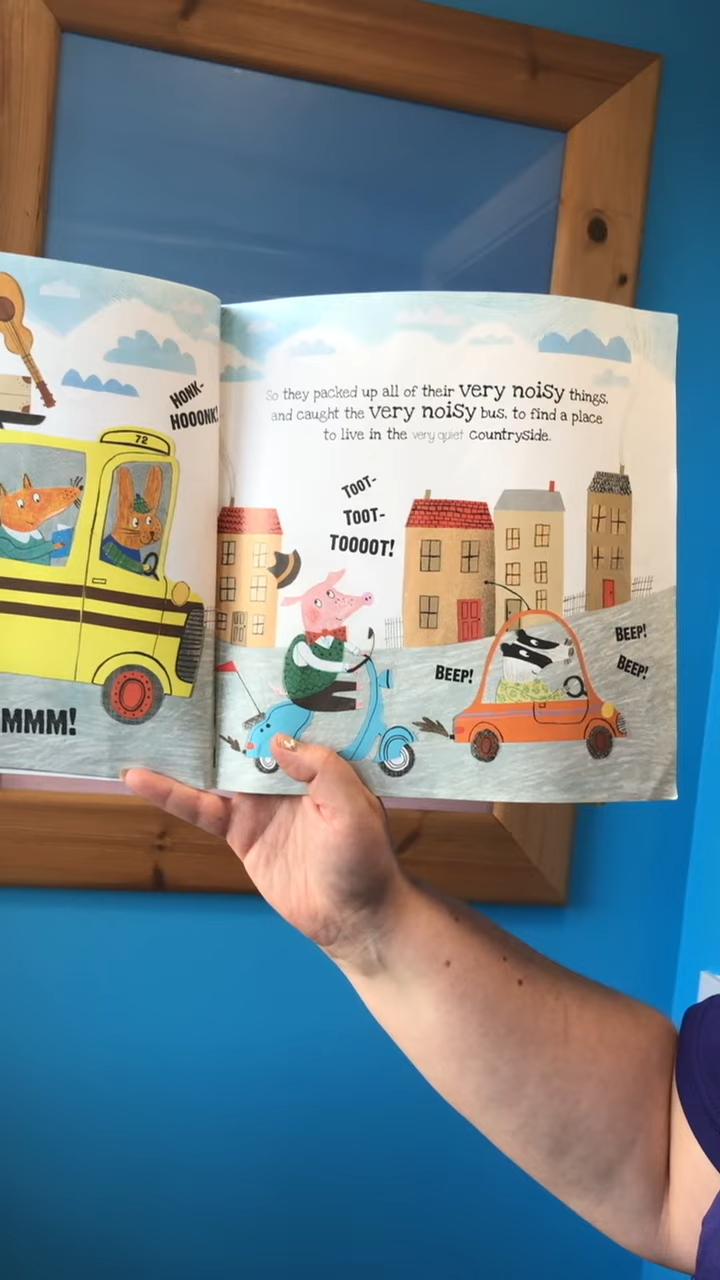 72
HONK-
HOOONK!
MMM!
So they packed up all of their very noisy things,
and caught the very noisy bus, to find a place
to live in the very quiet countryside.
TOOT-
TOOT-
TOOOOT!
BEEP!
BEEP!
BEEP!